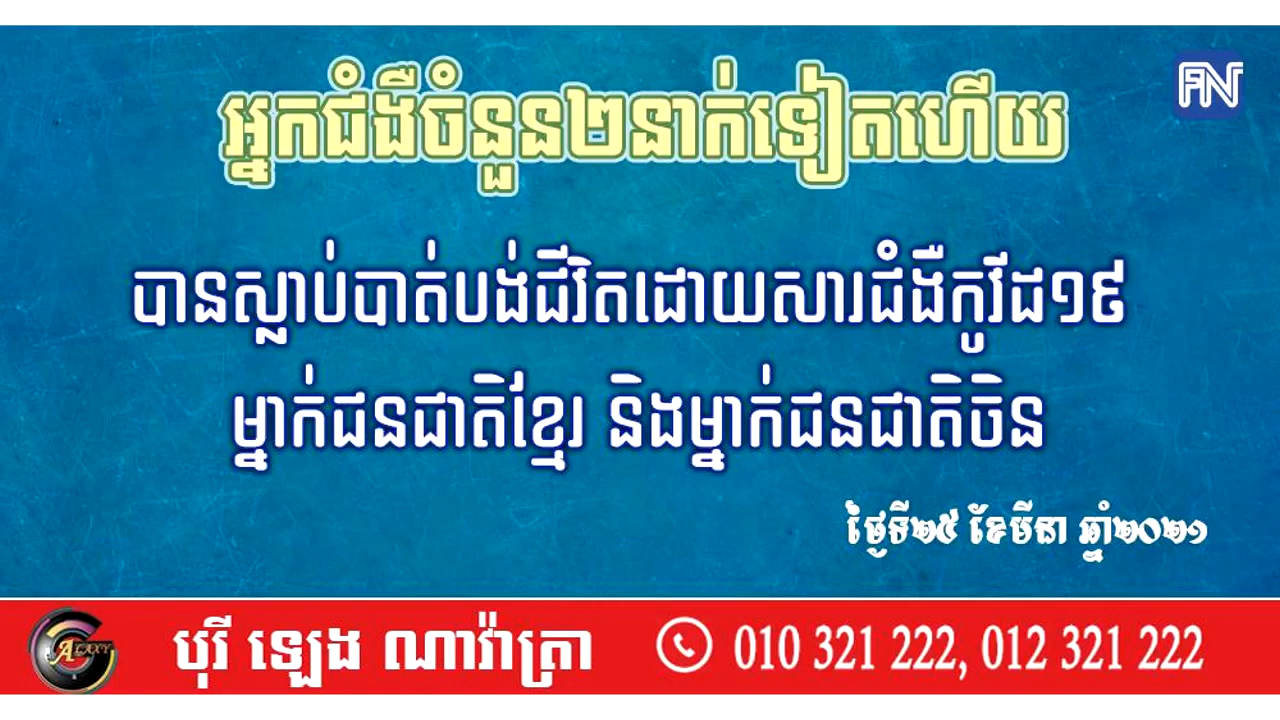 អ្នកជំងឺចំនួន២នាក់ទៀតហើយ
បានស្លាប់បាត់បង់ជីវិតដោយសារជំងឺកូវីដ១៩
ម្នាក់ជនជាតិខ្មែរ និងម្នាក់ជនជាតិចិន
ថ្ងៃទី២៥ ខែមីនា ឆ្នាំ២០២១
បុរី ឡេង ណាវ៉ាត្រា 010 321 222, 012 321 222